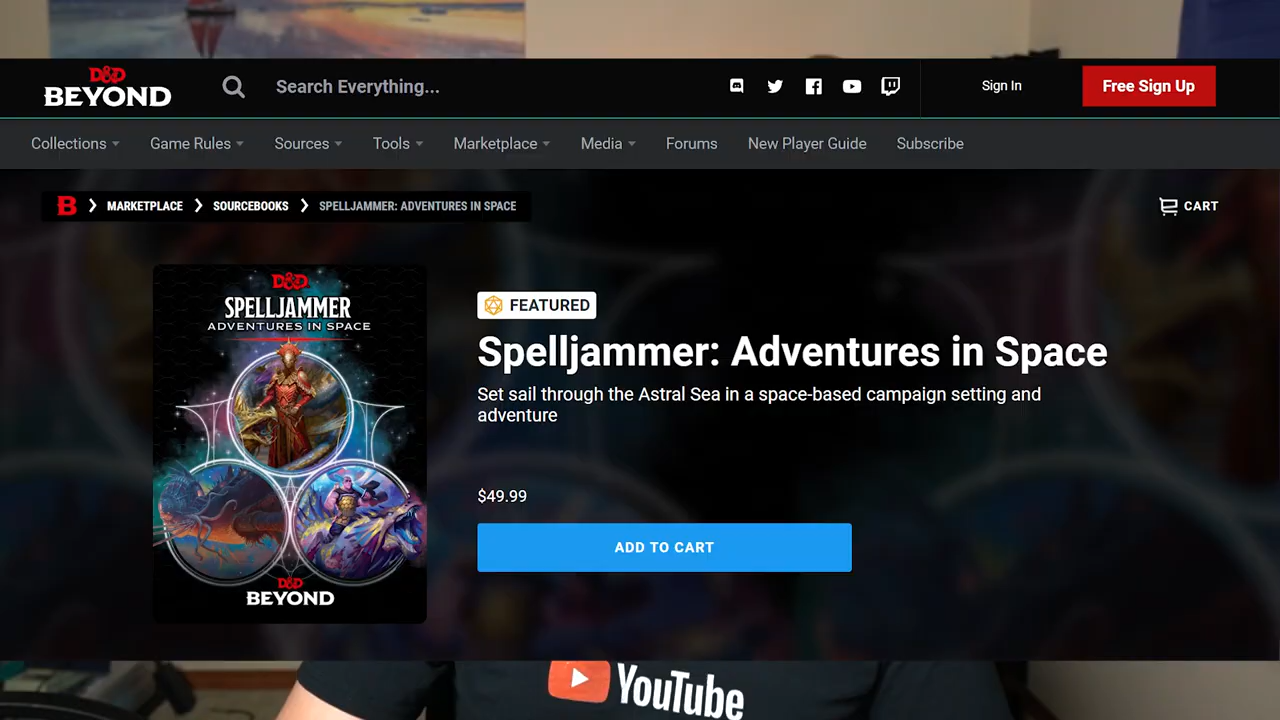 D&D
BEYOND
Search Everything...
Sign In
Free Sign Up
Collections
Game Rules
Sources
Tools
Marketplace
Media
Forums
New Player Guide
Subscribe
MARKETPLACE
SOURCEBOOKS
SPELLJAMMER: ADVENTURES IN SPACE
CART
D&D
SPELLJAMMER
ADVENTURES IN SPACE
D&D
BEYOND
FEATURED
Spelljammer: Adventures in Space
Set sail through the Astral Sea in a space-based campaign setting and
adventure
$49.99
ADD TO CART
YouTube